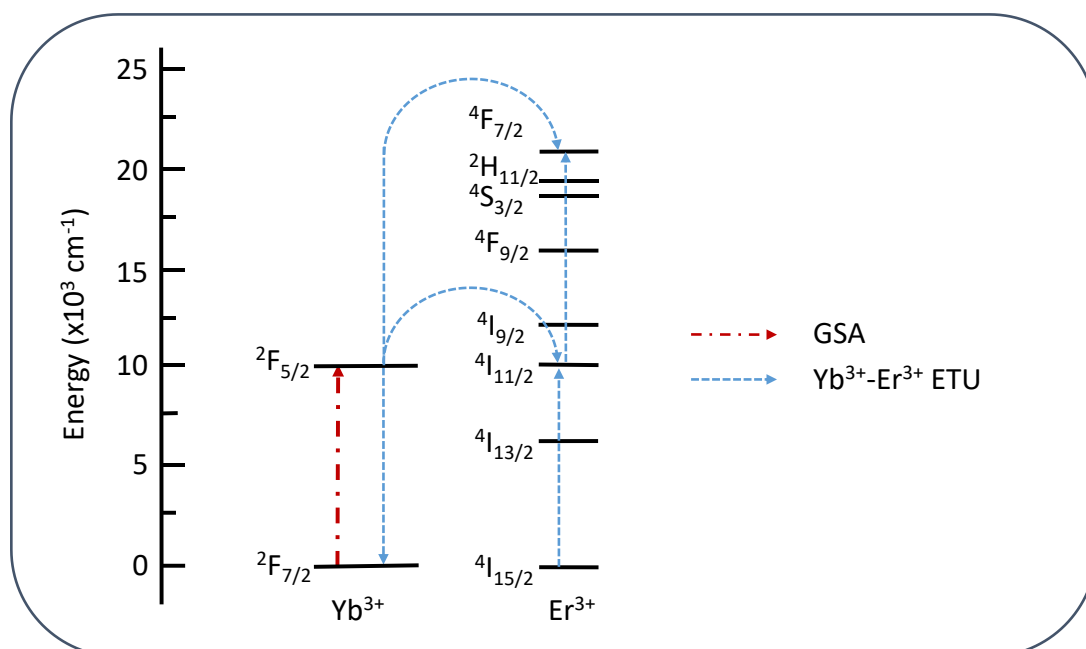 Energy (x10³ cm⁻¹)
25
20
15
10
5
0
²F₅/₂
²F₇/₂
Yb³⁺
⁴F₇/₂
²H₁₁/₂
⁴S₃/₂
⁴F₉/₂
⁴I₉/₂
⁴I₁₁/₂
⁴I₁₃/₂
⁴I₁₅/₂
Er³⁺
GSA
Yb³⁺-Er³⁺ ETU